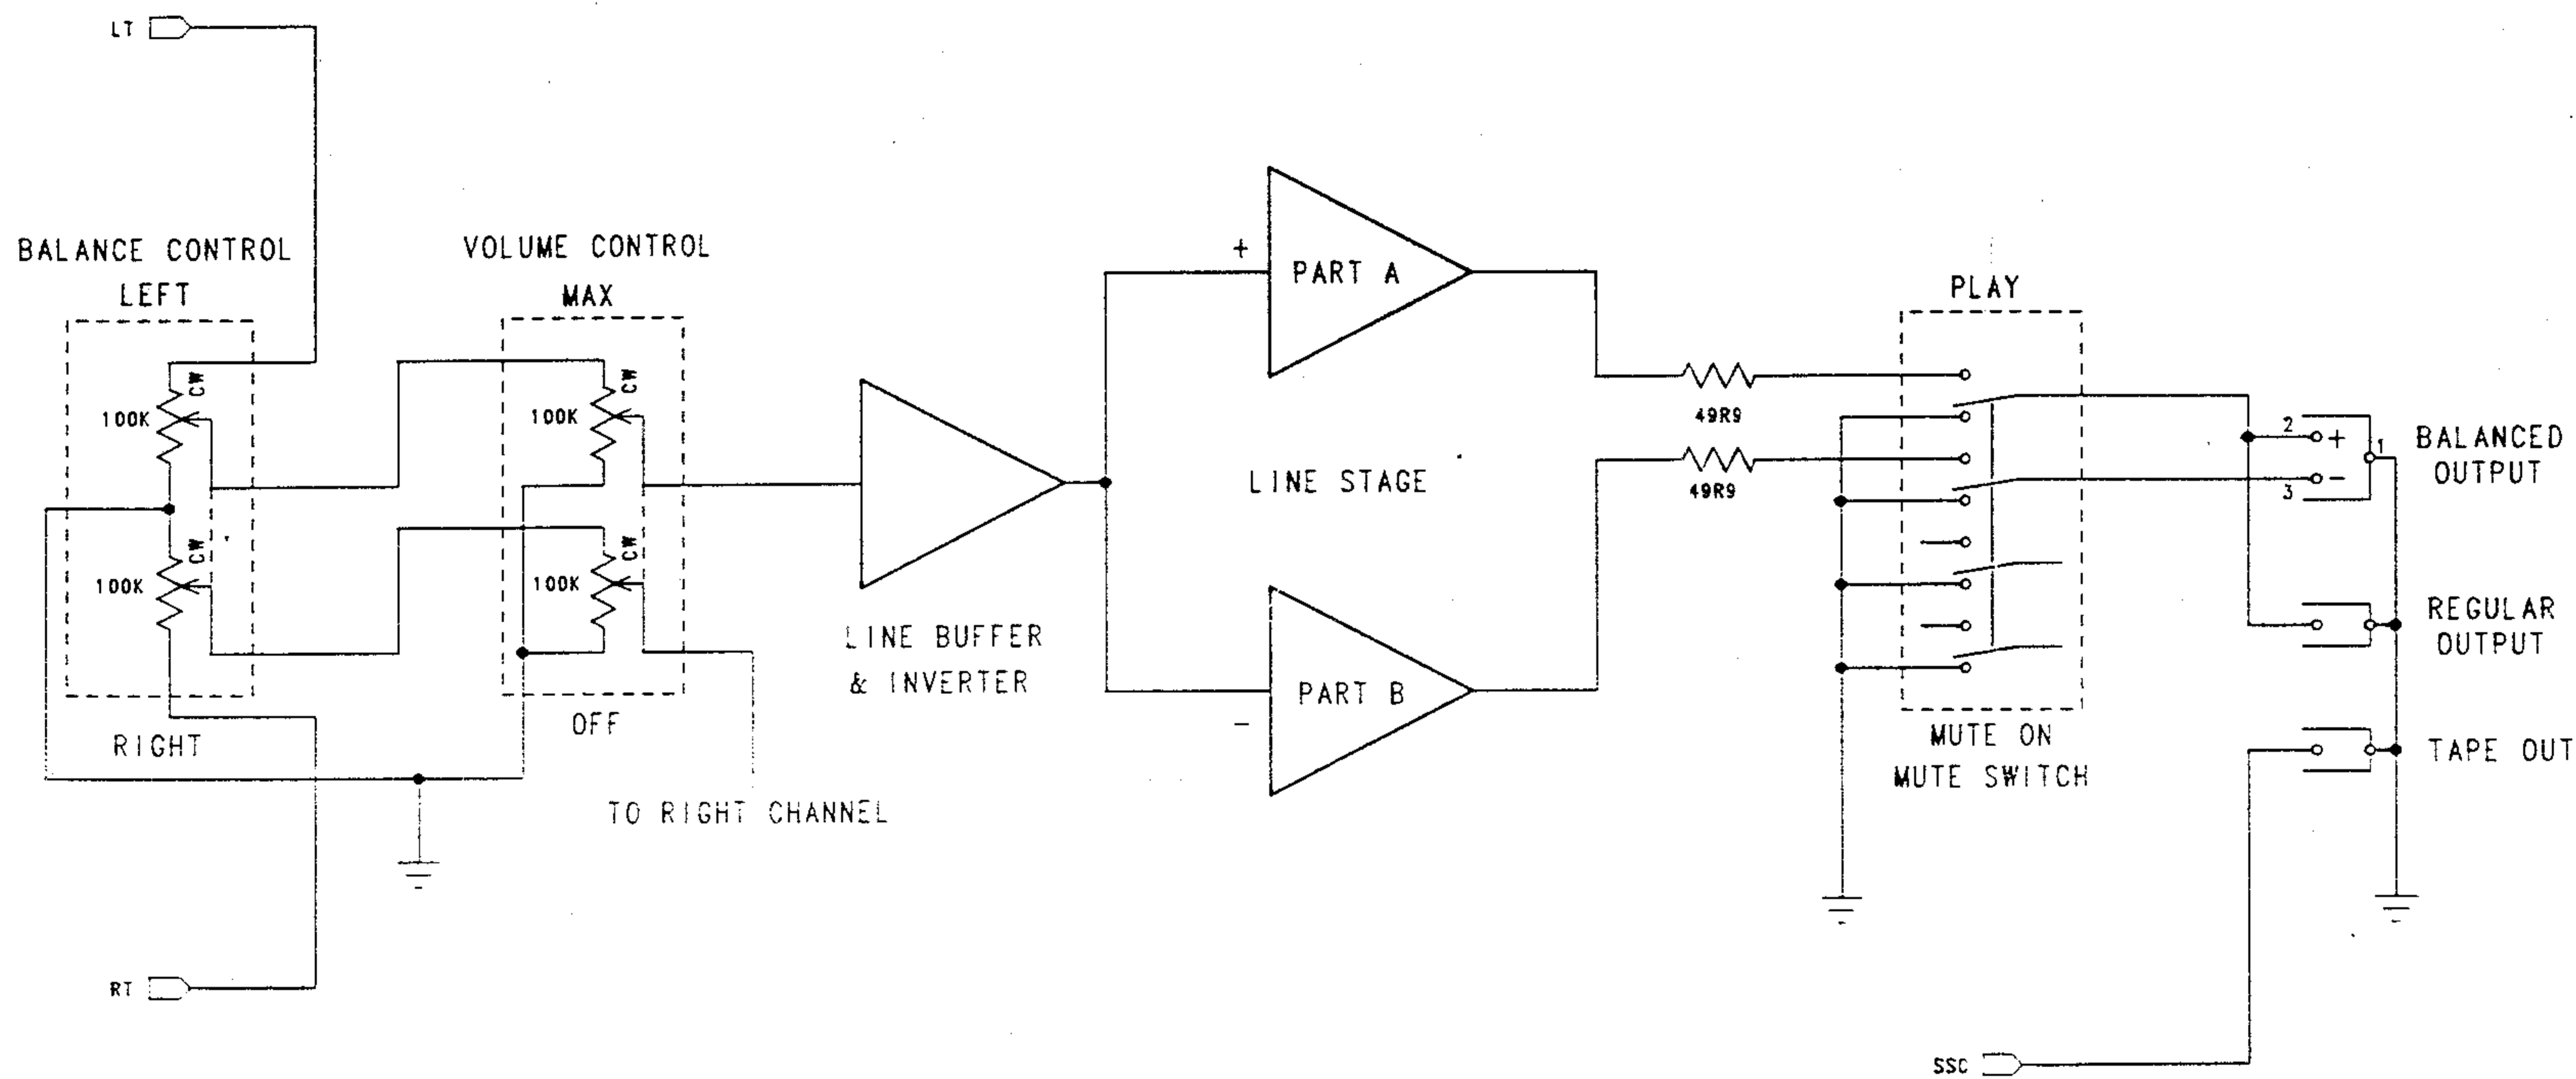 LT
BALANCE CONTROL
LEFT
CW
100K
CW
100K
RIGHT
RT
VOLUME CONTROL
MAX
CW
100K
CW
100K
OFF
TO RIGHT CHANNEL
LINE BUFFER
& INVERTER
+
PART A
LINE STAGE
PART B
-
49R9
49R9
PLAY
MUTE ON
MUTE SWITCH
2
+
1
-
3
BALANCED
OUTPUT
REGULAR
OUTPUT
TAPE OUT
SSC